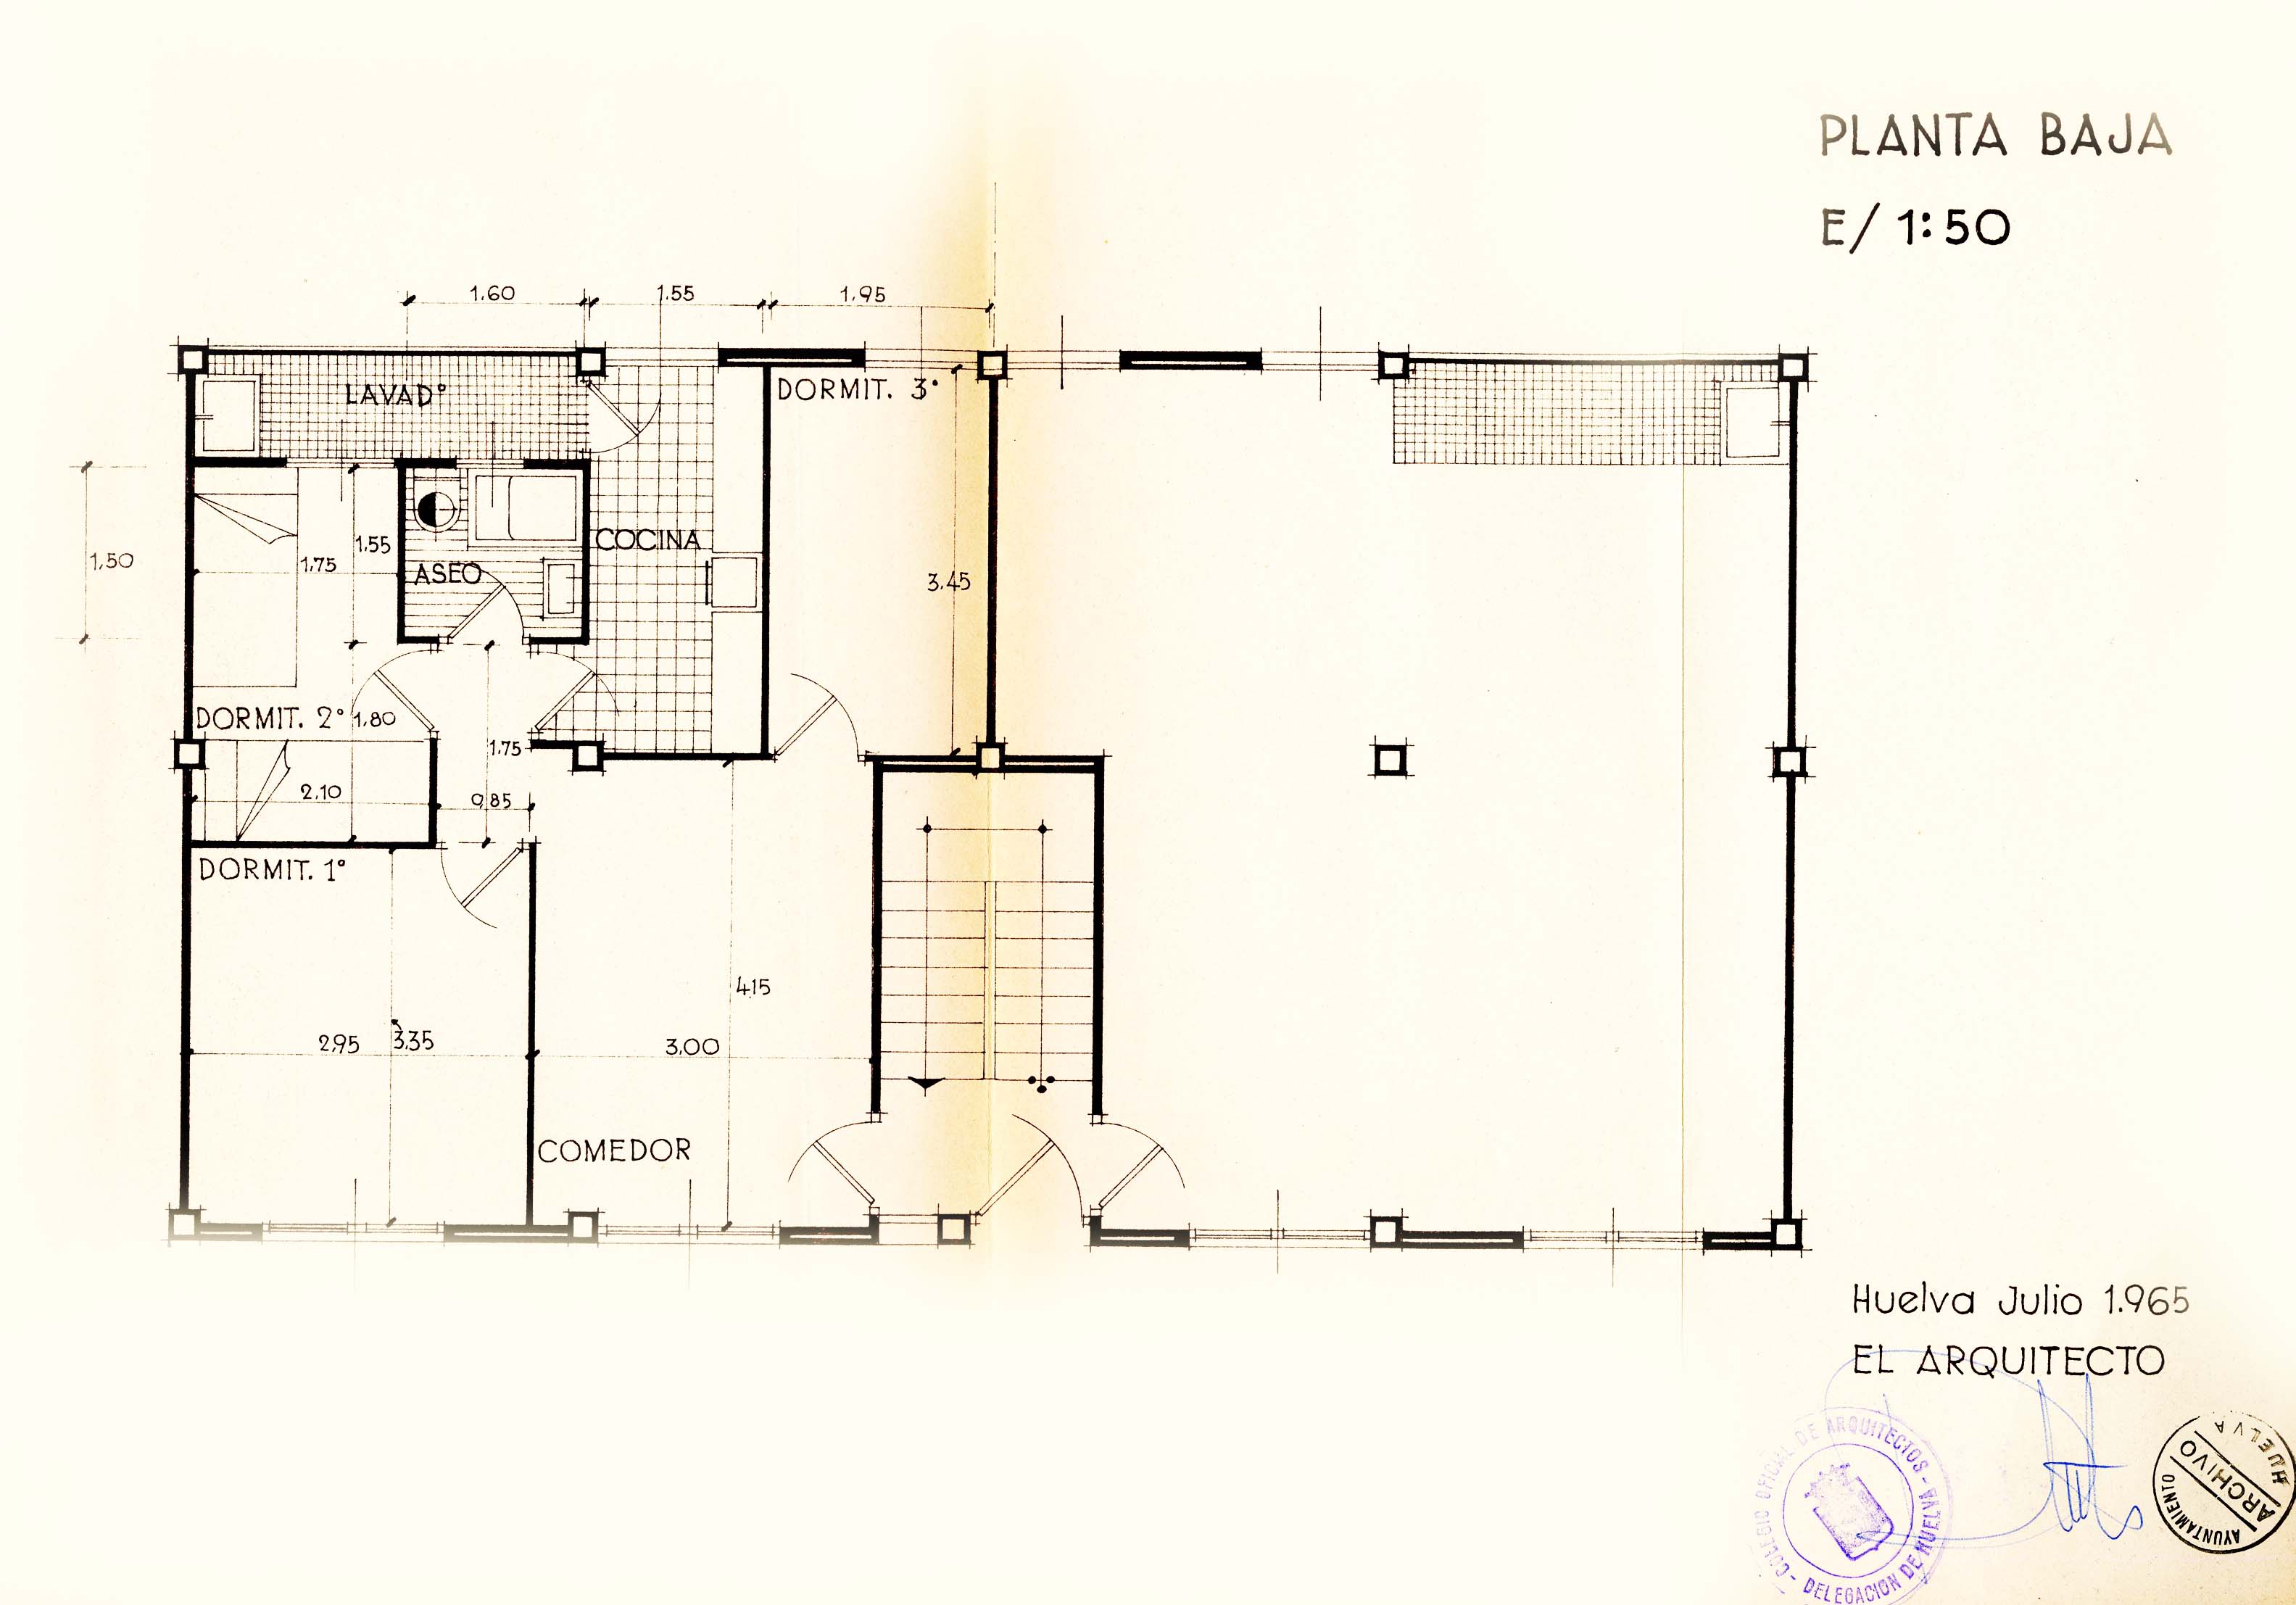 PLANTA BAJA
E/ 1:50
1.60
1.55
1.95
LAVADº
DORMIT. 3º
1,50
1,55
1,75
ASEO
COCINA
3,45
DORMIT. 2º
1,80
1,75
2,10
0,85
DORMIT. 1º
4,15
2,95
3,35
3,00
COMEDOR
Huelva Julio 1.965
EL ARQUITECTO
COLEGIO OFICIAL DE ARQUITECTOS - DELEGACION DE HUELVA -
AYUNTAMIENTO
ARCHIVO
HUELVA